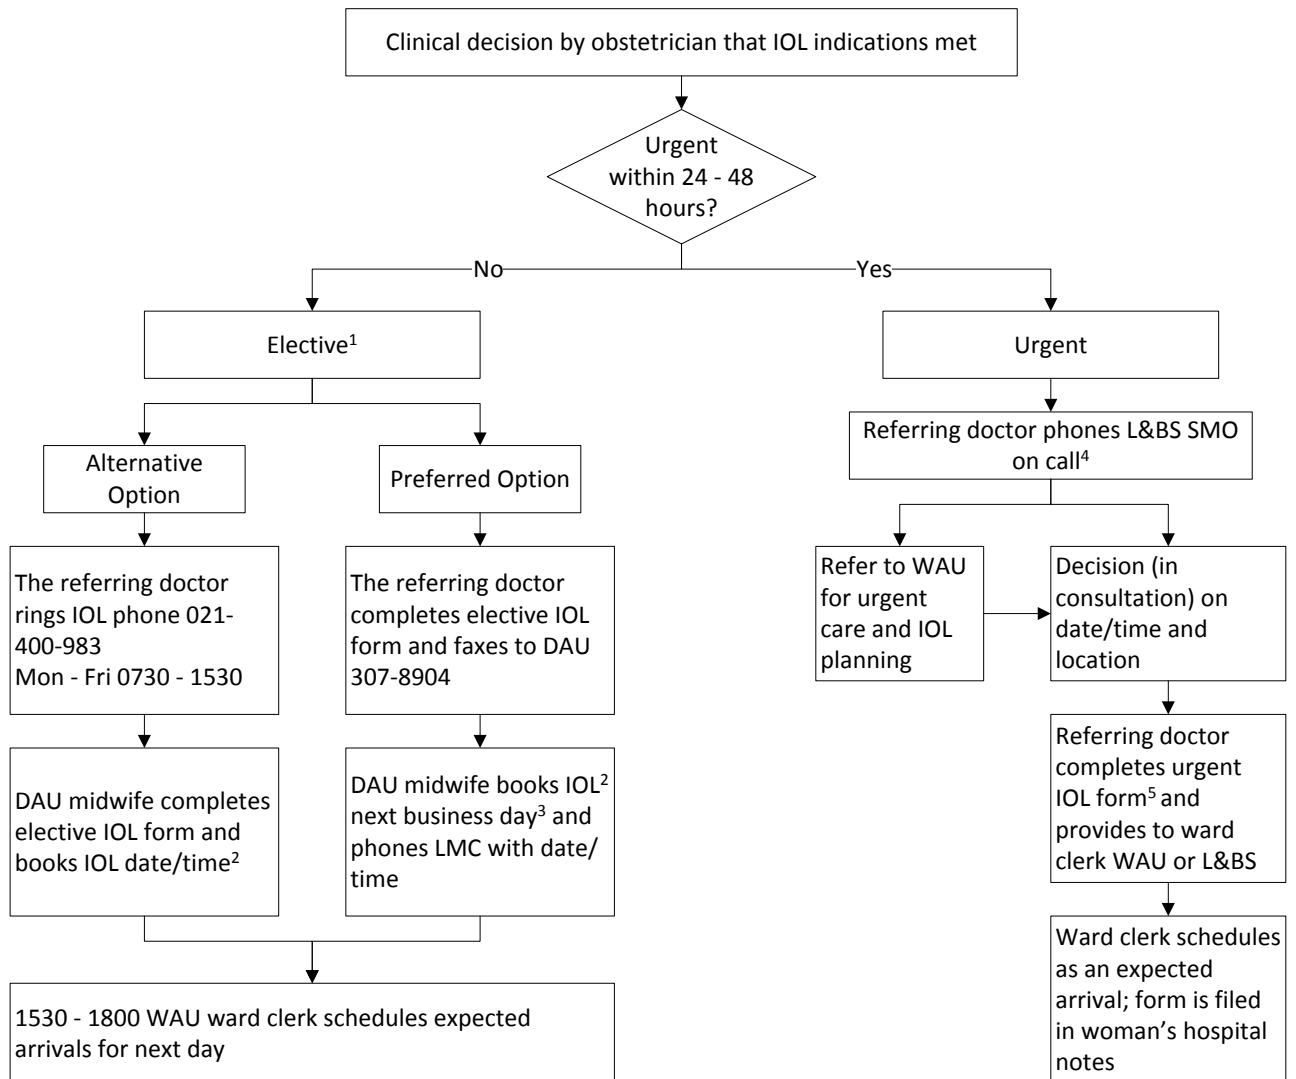 Clinical decision by obstetrician that IOL indications met
Urgent
within 24 - 48
hours?
No
Yes
Elective¹
Urgent
Alternative
Option
Preferred Option
Referring doctor phones L&BS SMO
on call⁴
The referring doctor
rings IOL phone 021-
400-983
Mon - Fri 0730 - 1530
The referring doctor
completes elective IOL
form and faxes to DAU
307-8904
Refer to WAU
for urgent
care and IOL
planning
Decision (in
consultation) on
date/time and
location
DAU midwife completes
elective IOL form and
books IOL date/time²
DAU midwife books IOL²
next business day³ and
phones LMC with date/
time
Referring doctor
completes urgent
IOL form⁵ and
provides to ward
clerk WAU or L&BS
1530 - 1800 WAU ward clerk schedules expected
arrivals for next day
Ward clerk schedules
as an expected
arrival; form is filed
in woman’s hospital
notes